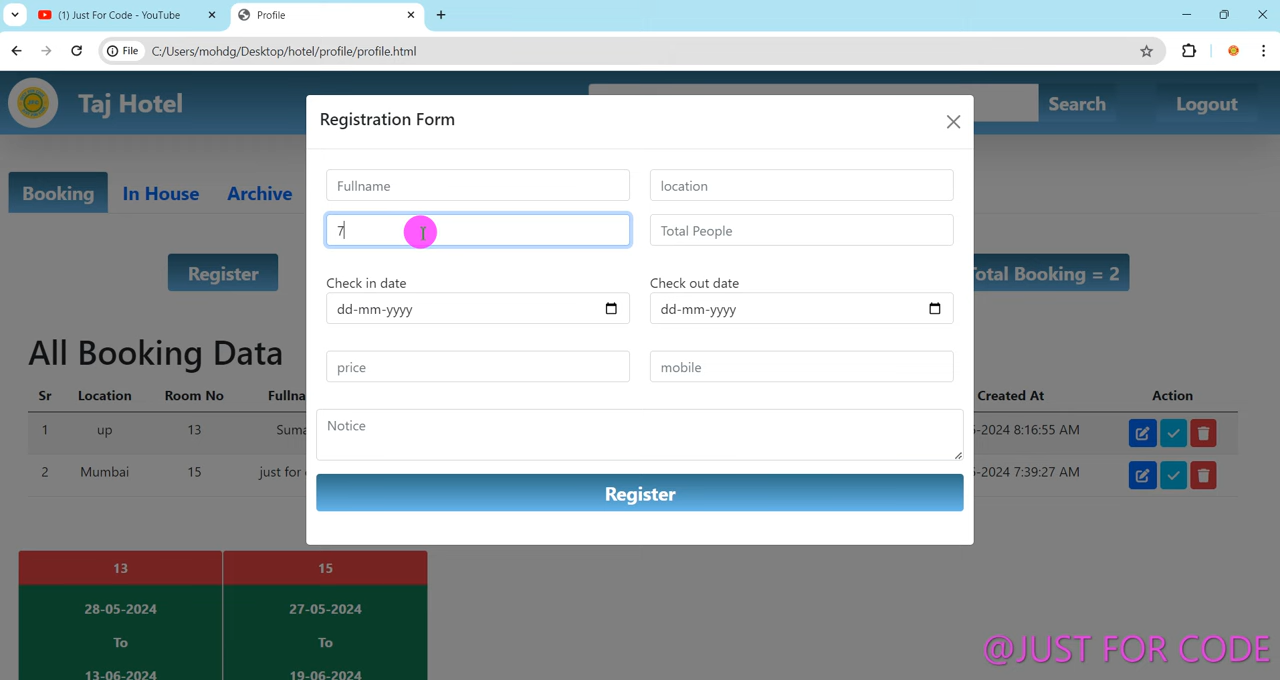 (1) Just For Code - YouTube
Profile
File
C:/Users/mohdg/Desktop/hotel/profile/profile.html
Taj Hotel
Search
Logout
Registration Form
Booking
In House
Archive
Fullname
location
7
Total People
Register
Total Booking = 2
Check in date
Check out date
dd-mm-yyyy
dd-mm-yyyy
price
mobile
All Booking Data
Sr
Location
Room No
Created At
Action
Notice
1
up
13
-2024 8:16:55 AM
2
Mumbai
15
just for
-2024 7:39:27 AM
Register
13
15
28-05-2024
27-05-2024
To
To
13-06-2024
19-06-2024
@JUST FOR CODE